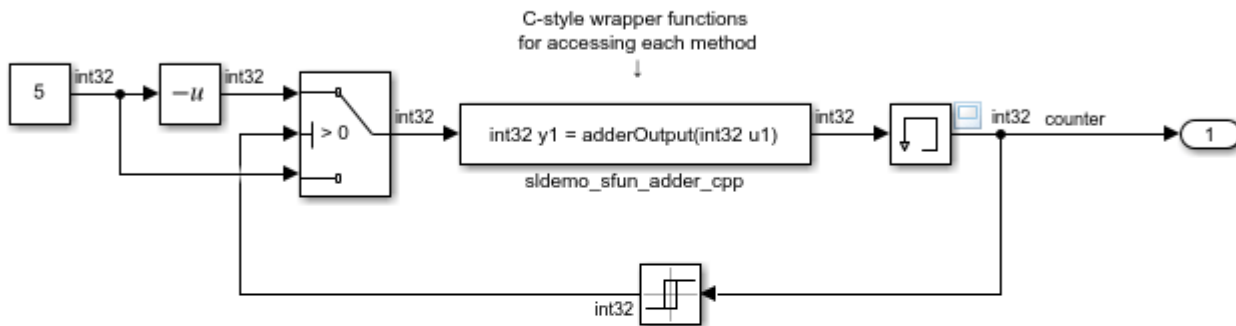 C-style wrapper functions
for accessing each method
↓
5
int32
−u
int32
> 0
int32
int32 y1 = adderOutput(int32 u1)
sldemo_sfun_adder_cpp
int32
int32 counter
1
int32